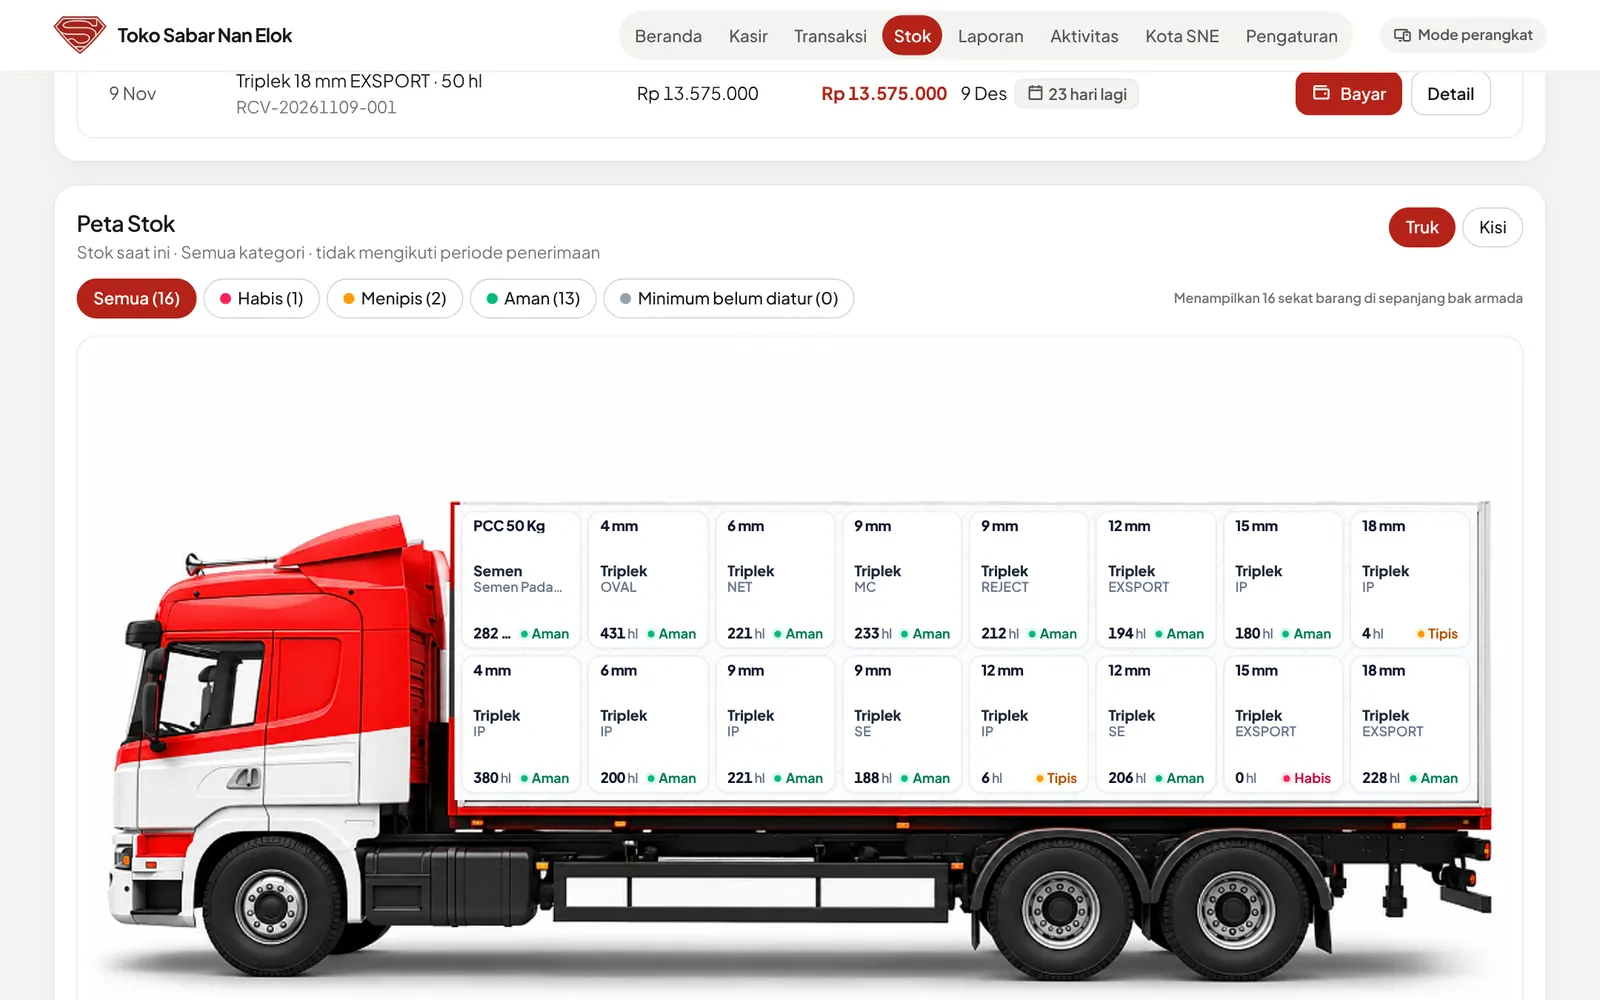 Toko Sabar Nan Elok
Beranda
Kasir
Transaksi
Stok
Laporan
Aktivitas
Kota SNE
Pengaturan
Mode perangkat
9 Nov
Triplek 18 mm EXSPORT · 50 hl
RCV-20261109-001
Rp 13.575.000
Rp 13.575.000
9 Des
23 hari lagi
Bayar
Detail
Peta Stok
Stok saat ini · Semua kategori · tidak mengikuti periode penerimaan
Truk
Kisi
Semua (16)
Habis (1)
Menipis (2)
Aman (13)
Minimum belum diatur (0)
Menampilkan 16 sekat barang di sepanjang bak armada
PCC 50 Kg
Semen
Semen Pada...
282 ... Aman
4 mm
Triplek
OVAL
431 hl Aman
6 mm
Triplek
NET
221 hl Aman
9 mm
Triplek
MC
233 hl Aman
9 mm
Triplek
REJECT
212 hl Aman
12 mm
Triplek
EXSPORT
194 hl Aman
15 mm
Triplek
IP
180 hl Aman
18 mm
Triplek
IP
4 hl Tipis
4 mm
Triplek
IP
380 hl Aman
6 mm
Triplek
IP
200 hl Aman
9 mm
Triplek
IP
221 hl Aman
9 mm
Triplek
SE
188 hl Aman
12 mm
Triplek
IP
6 hl Tipis
12 mm
Triplek
SE
206 hl Aman
15 mm
Triplek
EXSPORT
0 hl Habis
18 mm
Triplek
EXSPORT
228 hl Aman